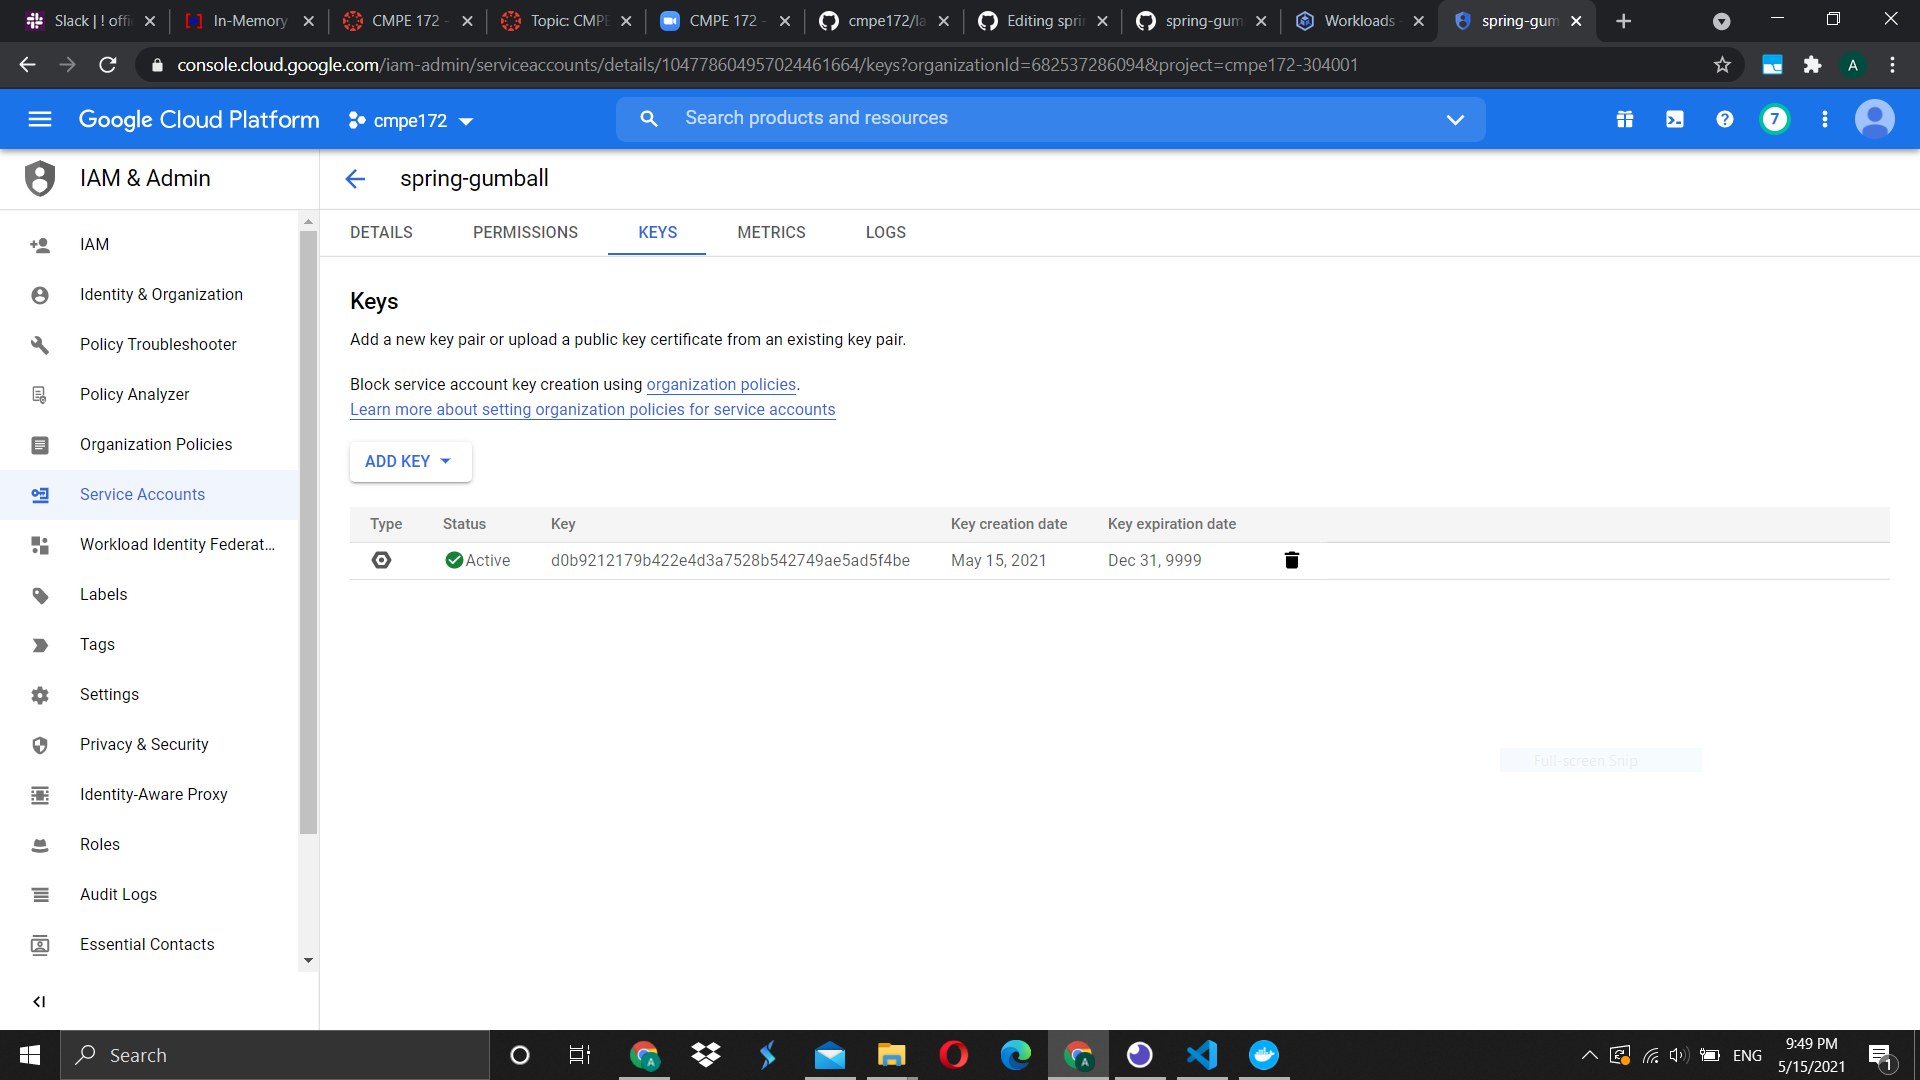 Slack | ! offi
In-Memory
CMPE 172 -
Topic: CMPE
CMPE 172 -
cmpe172/la
Editing sprin
spring-gum
Workloads -
spring-gum
console.cloud.google.com/iam-admin/serviceaccounts/details/104778604957024461664/keys?organizationId=682537286094&project=cmpe172-304001
A
Google Cloud Platform
cmpe172
Search products and resources
7
IAM & Admin
spring-gumball
DETAILS
PERMISSIONS
KEYS
METRICS
LOGS
IAM
Identity & Organization
Policy Troubleshooter
Policy Analyzer
Organization Policies
Service Accounts
Workload Identity Federat...
Labels
Tags
Settings
Privacy & Security
Identity-Aware Proxy
Roles
Audit Logs
Essential Contacts
Keys
Add a new key pair or upload a public key certificate from an existing key pair.
Block service account key creation using organization policies.
Learn more about setting organization policies for service accounts
ADD KEY
Type Status Key Key creation date Key expiration date
Active d0b9212179b422e4d3a7528b542749ae5ad5f4be May 15, 2021 Dec 31, 9999
Full-screen Snip
Search
A
A
ENG
9:49 PM
5/15/2021
1